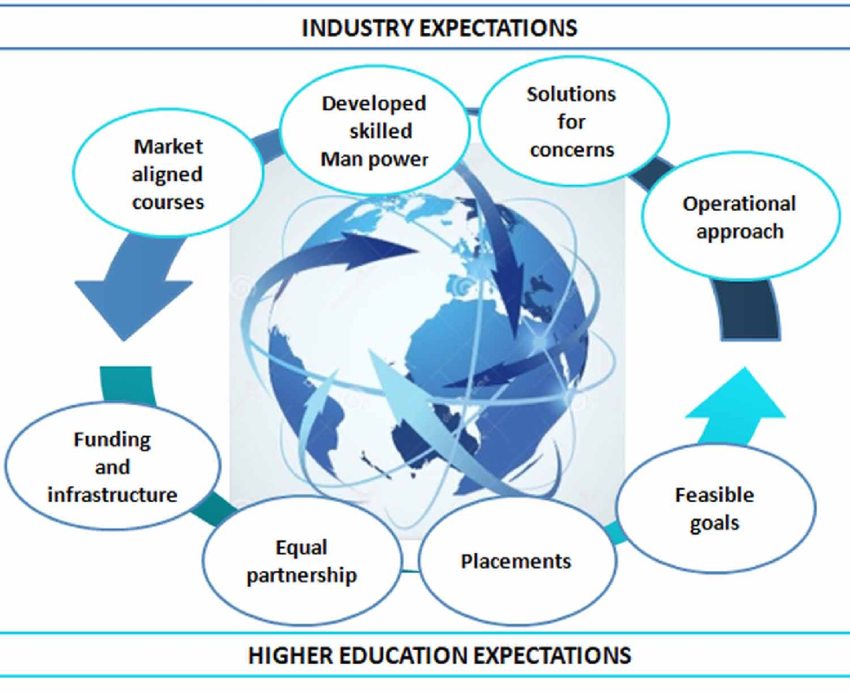 INDUSTRY EXPECTATIONS
Market
aligned
courses
Developed
skilled
Man power
Solutions
for
concerns
Operational
approach
Funding
and
infrastructure
Equal
partnership
Placements
Feasible
goals
HIGHER EDUCATION EXPECTATIONS